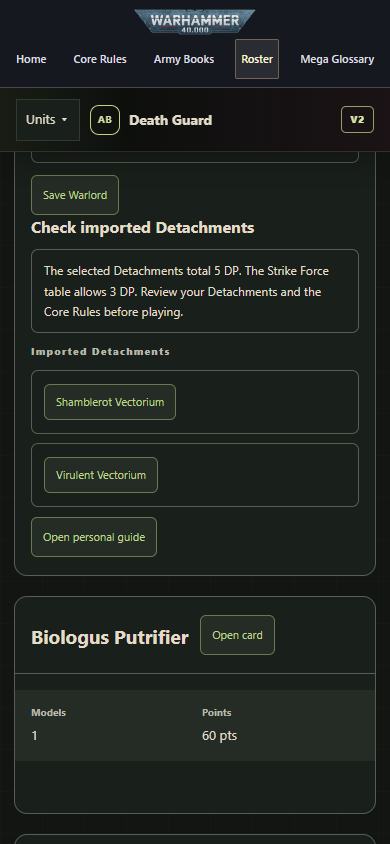 WARHAMMER
40,000
Home Core Rules Army Books Roster Mega Glossary
Units AB Death Guard V2
Save Warlord
Check imported Detachments
The selected Detachments total 5 DP. The Strike Force
table allows 3 DP. Review your Detachments and the
Core Rules before playing.
Imported Detachments
Shamblerot Vectorium
Virulent Vectorium
Open personal guide
Biologus Putrifier Open card
Models Points
1 60 pts